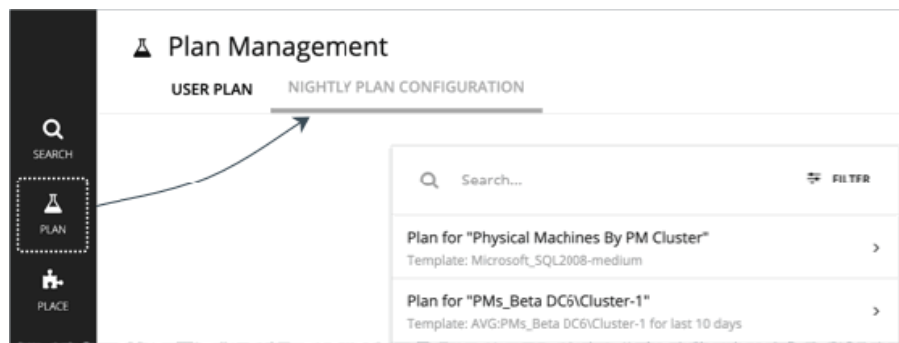 Plan Management
USER PLAN NIGHTLY PLAN CONFIGURATION
SEARCH
Search... FILTER
PLAN
Plan for "Physical Machines By PM Cluster"
Template: Microsoft_SQL2008-medium
PLACE
Plan for "PMs_Beta DC6\Cluster-1"
Template: AVG:PMs_Beta DC6\Cluster-1 for last 10 days